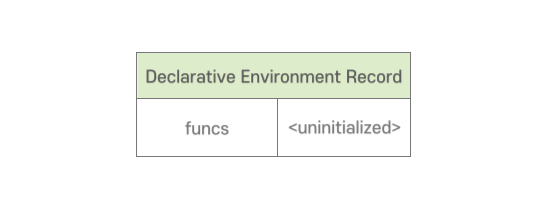 Declarative Environment Record
funcs <uninitialized>